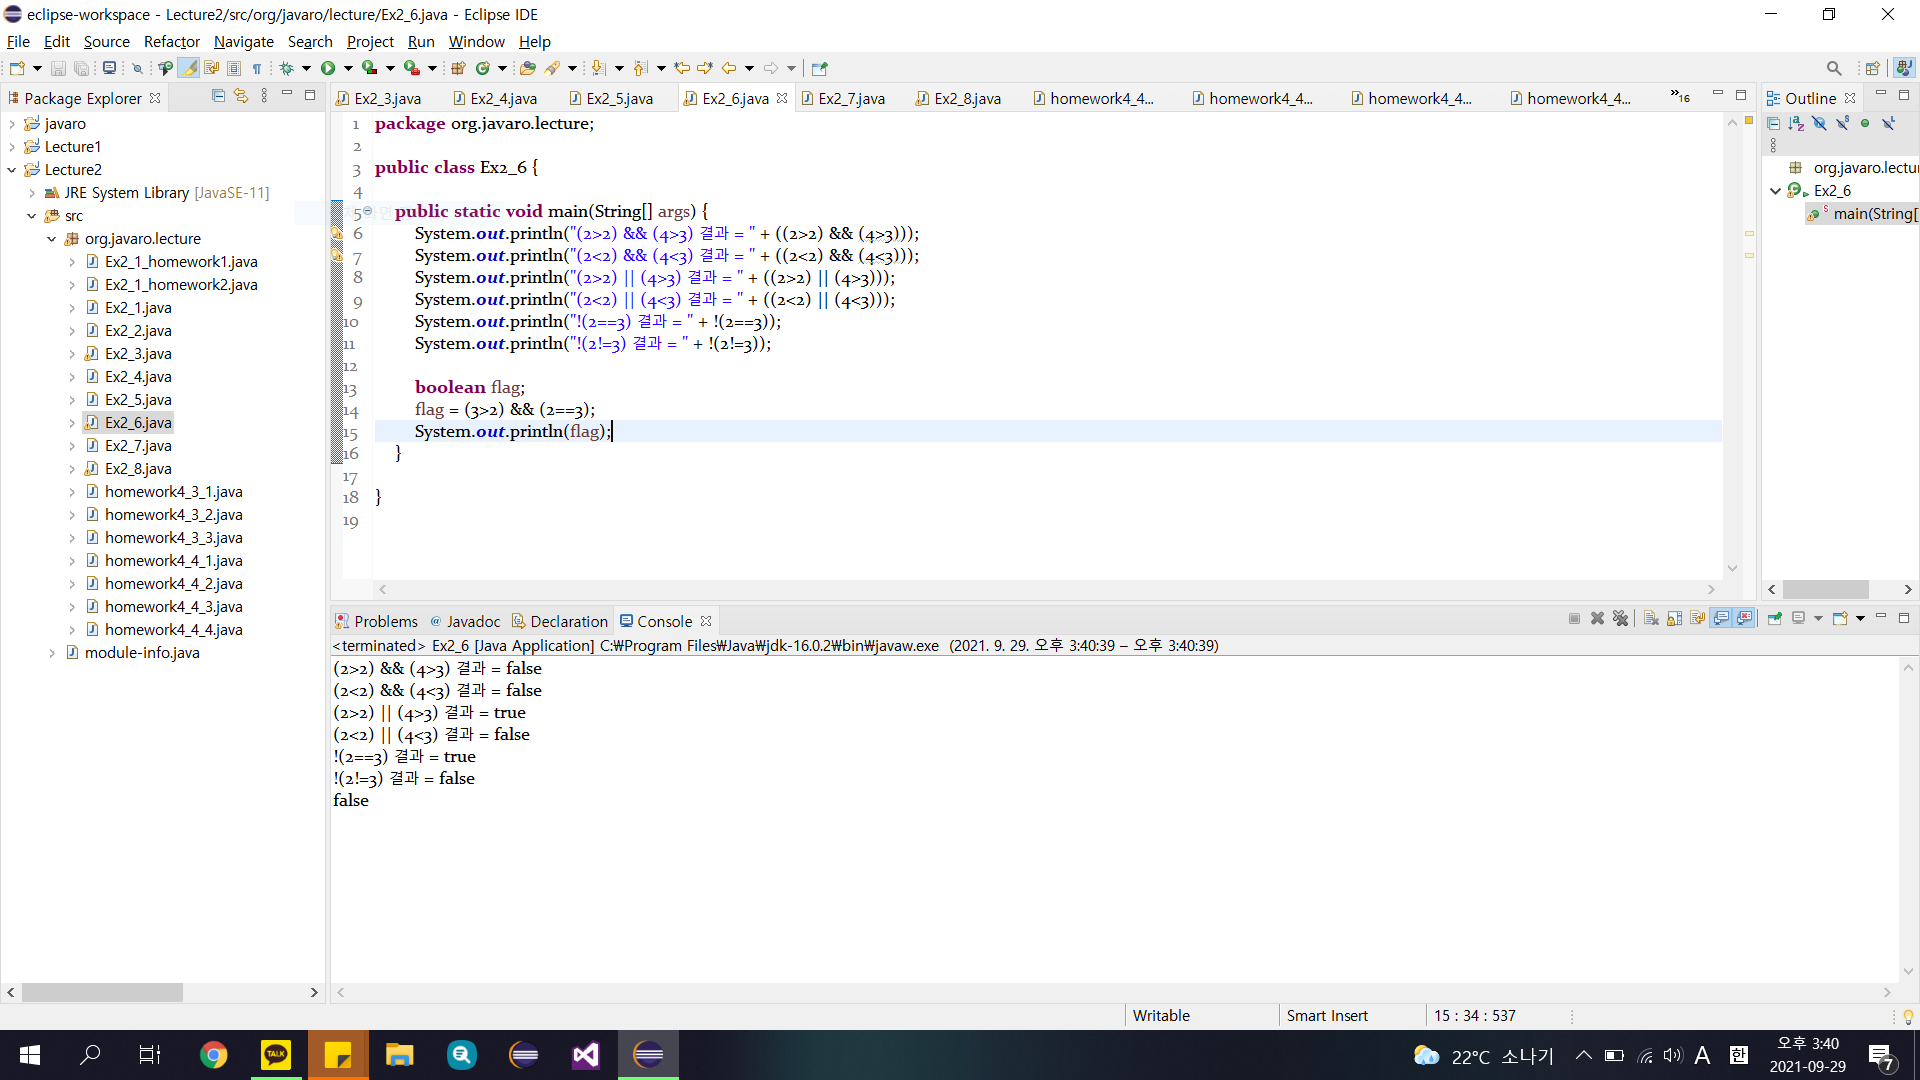 eclipse-workspace - Lecture2/src/org/javaro/lecture/Ex2_6.java - Eclipse IDE
File Edit Source Refactor Navigate Search Project Run Window Help
Package Explorer
javaro
Lecture1
Lecture2
JRE System Library [JavaSE-11]
src
org.javaro.lecture
Ex2_1_homework1.java
Ex2_1_homework2.java
Ex2_1.java
Ex2_2.java
Ex2_3.java
Ex2_4.java
Ex2_5.java
Ex2_6.java
Ex2_7.java
Ex2_8.java
homework4_3_1.java
homework4_3_2.java
homework4_3_3.java
homework4_4_1.java
homework4_4_2.java
homework4_4_3.java
homework4_4_4.java
module-info.java
Ex2_3.java Ex2_4.java Ex2_5.java Ex2_6.java Ex2_7.java Ex2_8.java homework4_4... homework4_4... homework4_4... homework4_4... »16
1 package org.javaro.lecture;
2
3 public class Ex2_6 {
4
5 public static void main(String[] args) {
6 System.out.println("(2>2) && (4>3) 결과 = " + ((2>2) && (4>3)));
7 System.out.println("(2<2) && (4<3) 결과 = " + ((2<2) && (4<3)));
8 System.out.println("(2>2) || (4>3) 결과 = " + ((2>2) || (4>3)));
9 System.out.println("(2<2) || (4<3) 결과 = " + ((2<2) || (4<3)));
10 System.out.println("!(2==3) 결과 = " + !(2==3));
11 System.out.println("!(2!=3) 결과 = " + !(2!=3));
12
13 boolean flag;
14 flag = (3>2) && (2==3);
15 System.out.println(flag);
16 }
17
18 }
19
Outline
org.javaro.lectu
Ex2_6
main(String[
Problems @ Javadoc Declaration Console
<terminated> Ex2_6 [Java Application] C:₩Program Files₩Java₩jdk-16.0.2₩bin₩javaw.exe (2021. 9. 29. 오후 3:40:39 – 오후 3:40:39)
(2>2) && (4>3) 결과 = false
(2<2) && (4<3) 결과 = false
(2>2) || (4>3) 결과 = true
(2<2) || (4<3) 결과 = false
!(2==3) 결과 = true
!(2!=3) 결과 = false
false
Writable Smart Insert 15 : 34 : 537
TALK
22°C 소나기 A 한 오후 3:40
2021-09-29
7